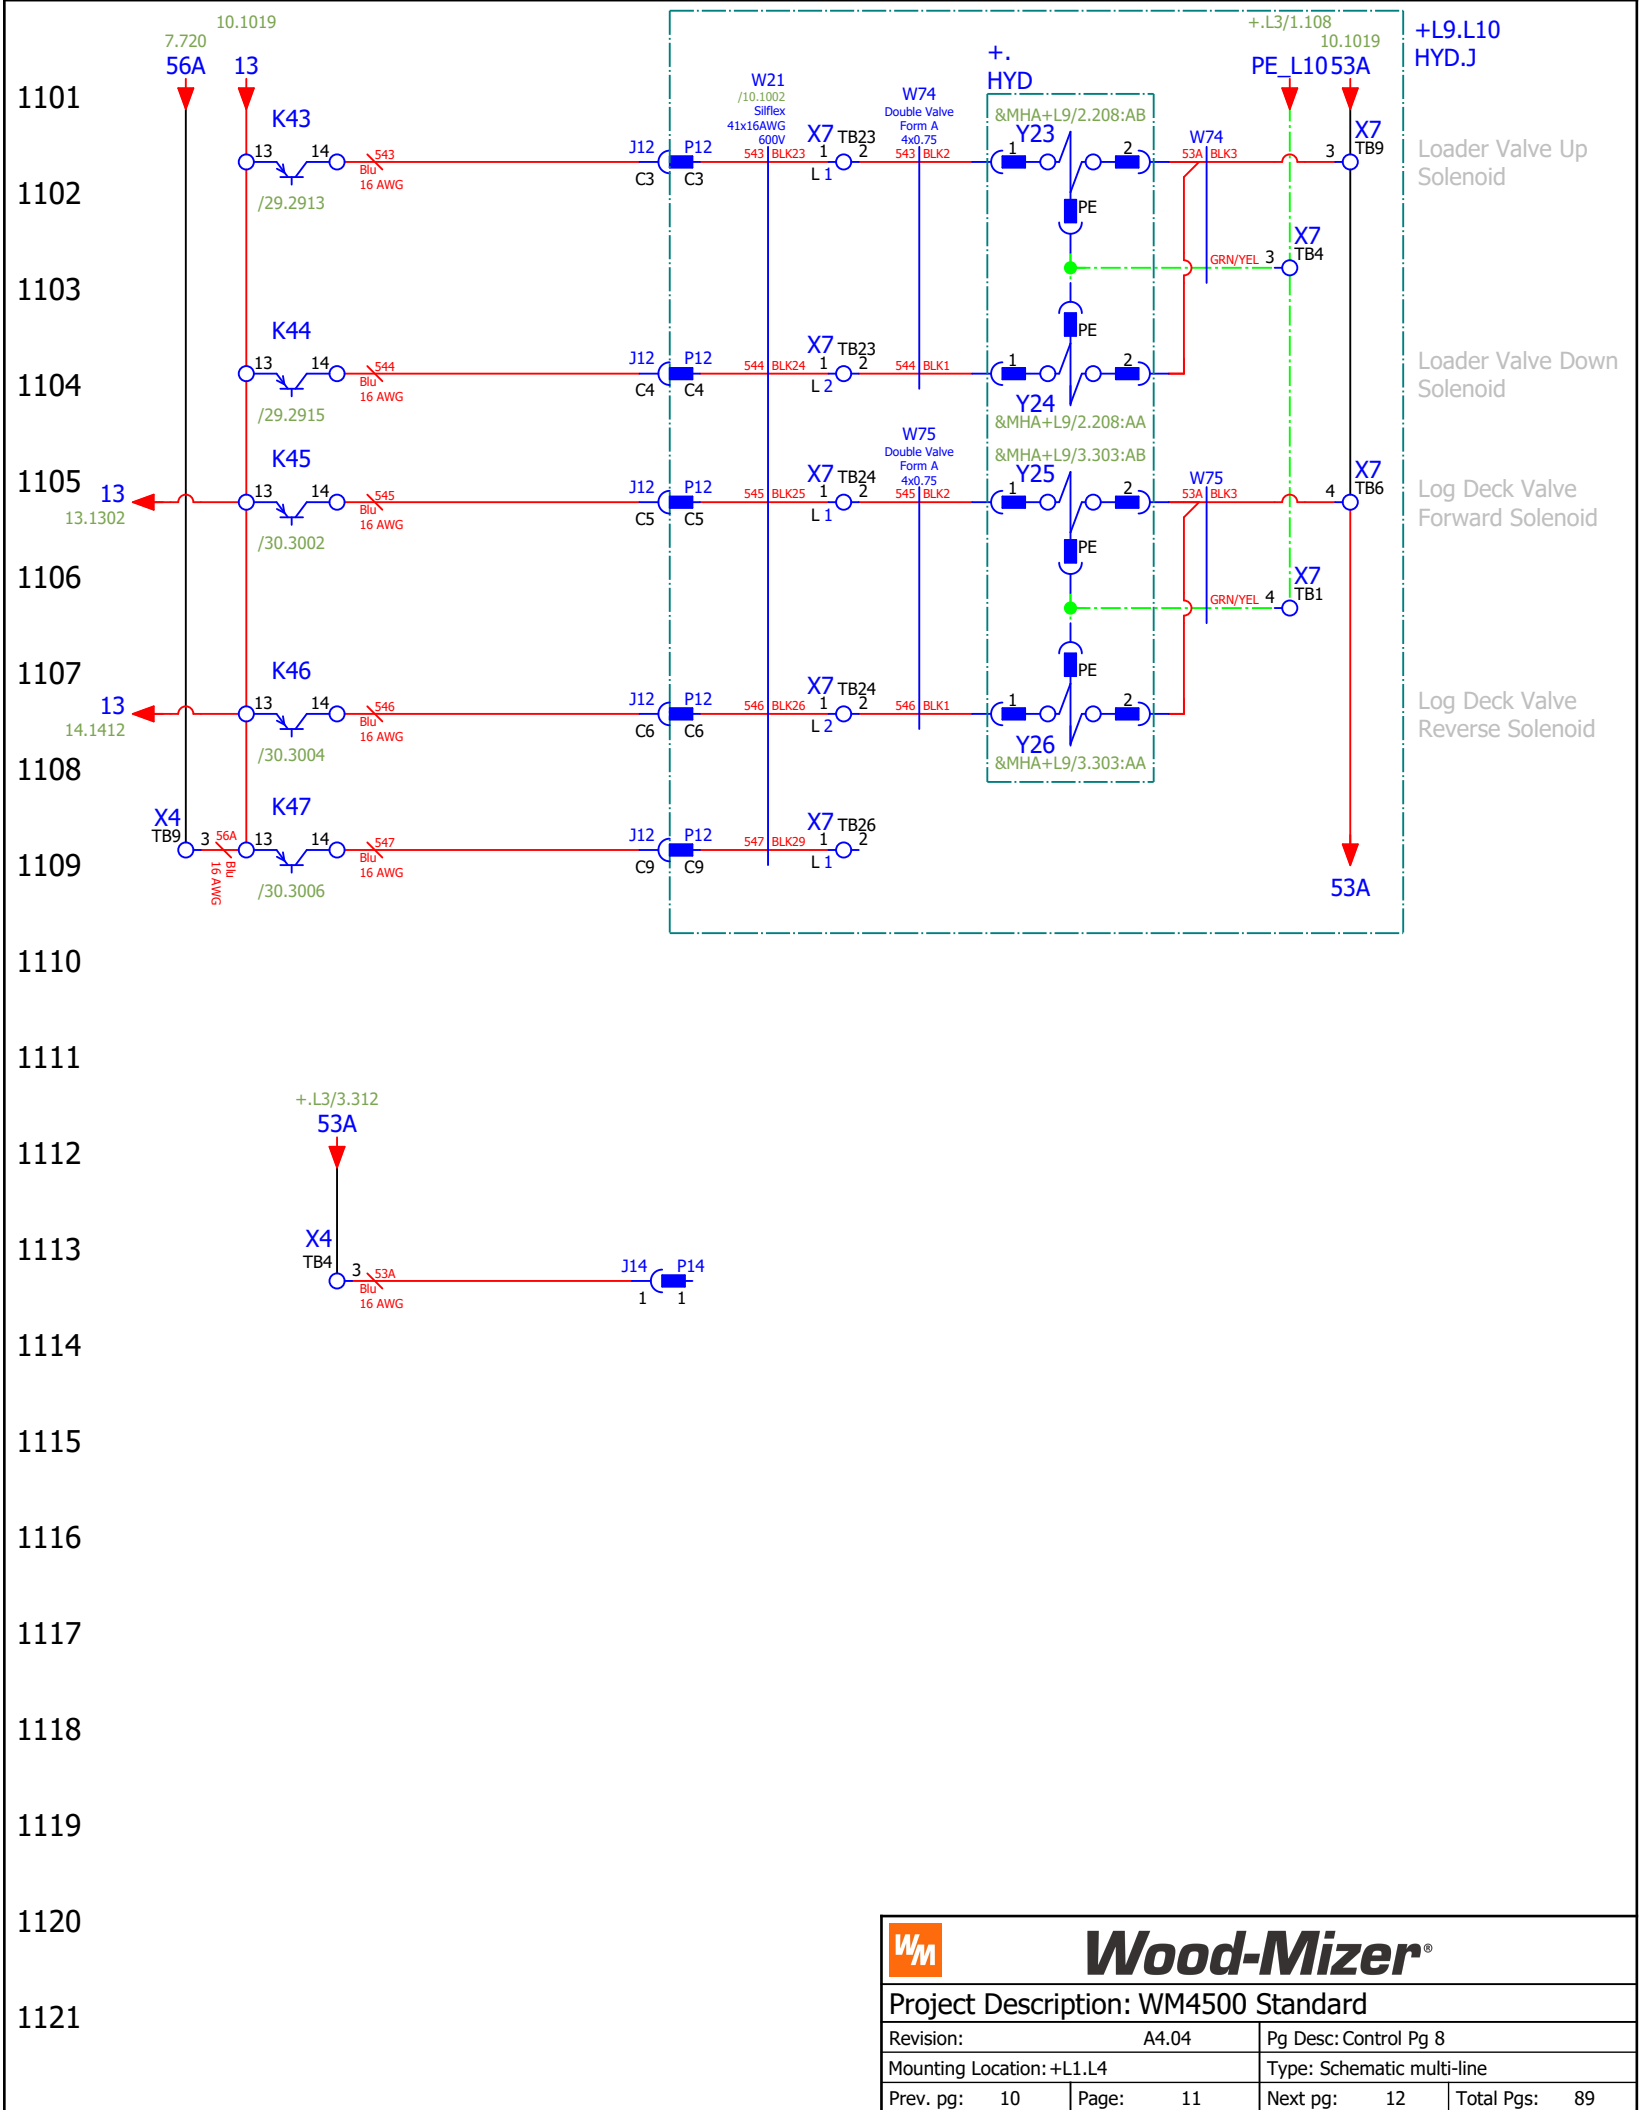 10.1019
+.L3/1.108
7.720
10.1019
+L9.L10
HYD.J
56A
13
+.
HYD
PE_L10
53A
1101
K43
W21
/10.1002
Silflex
41x16AWG
600V
W74
Double Valve
Form A
4x0.75
&MHA+L9/2.208:AB
Y23
W74
X7
TB9
13
14
543
Blu
16 AWG
J12
P12
C3
C3
543
BLK23
X7
TB23
1
2
L
1
543
BLK2
1
2
53A
BLK3
3
Loader Valve Up
Solenoid
1102
/29.2913
PE
X7
TB4
GRN/YEL
3
1103
K44
PE
13
14
544
Blu
16 AWG
J12
P12
C4
C4
544
BLK24
X7
TB23
1
2
L
2
544
BLK1
1
2
Loader Valve Down
Solenoid
1104
/29.2915
Y24
&MHA+L9/2.208:AA
K45
W75
Double Valve
Form A
4x0.75
&MHA+L9/3.303:AB
Y25
W75
X7
TB6
1105
13
13.1302
13
14
545
Blu
16 AWG
J12
P12
C5
C5
545
BLK25
X7
TB24
1
2
L
1
545
BLK2
1
2
53A
BLK3
4
Log Deck Valve
Forward Solenoid
/30.3002
PE
1106
X7
TB1
GRN/YEL
4
1107
K46
PE
13
14.1412
13
14
546
Blu
16 AWG
J12
P12
C6
C6
546
BLK26
X7
TB24
1
2
L
2
546
BLK1
1
2
Log Deck Valve
Reverse Solenoid
/30.3004
Y26
&MHA+L9/3.303:AA
1108
K47
X4
TB9
3
56A
Blu
16 AWG
13
14
547
Blu
16 AWG
J12
P12
C9
C9
547
BLK29
X7
TB26
1
2
L
1
1109
/30.3006
53A
1110
1111
+.L3/3.312
53A
1112
1113
X4
TB4
3
53A
Blu
16 AWG
J14
P14
1
1
1114
1115
1116
1117
1118
1119
1120
1121
WM
Wood-Mizer®
Project Description: WM4500 Standard
Revision: A4.04
Pg Desc: Control Pg 8
Mounting Location: +L1.L4
Type: Schematic multi-line
Prev. pg: 10
Page: 11
Next pg: 12
Total Pgs: 89